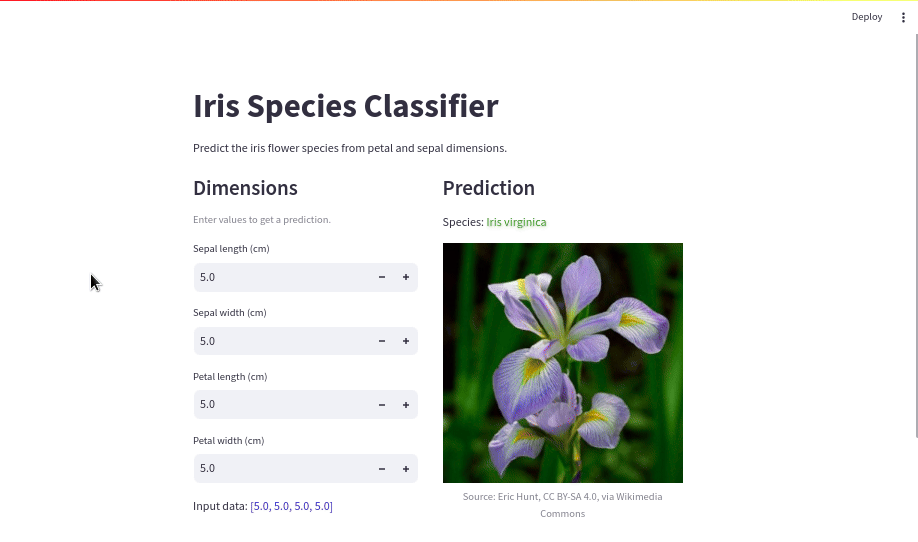 Deploy
Iris Species Classifier
Predict the iris flower species from petal and sepal dimensions.
Dimensions
Enter values to get a prediction.
Sepal length (cm)
5.0
Sepal width (cm)
5.0
Petal length (cm)
5.0
Petal width (cm)
5.0
Input data: [5.0, 5.0, 5.0, 5.0]
Prediction
Species: Iris virginica
Source: Eric Hunt, CC BY-SA 4.0, via Wikimedia
Commons